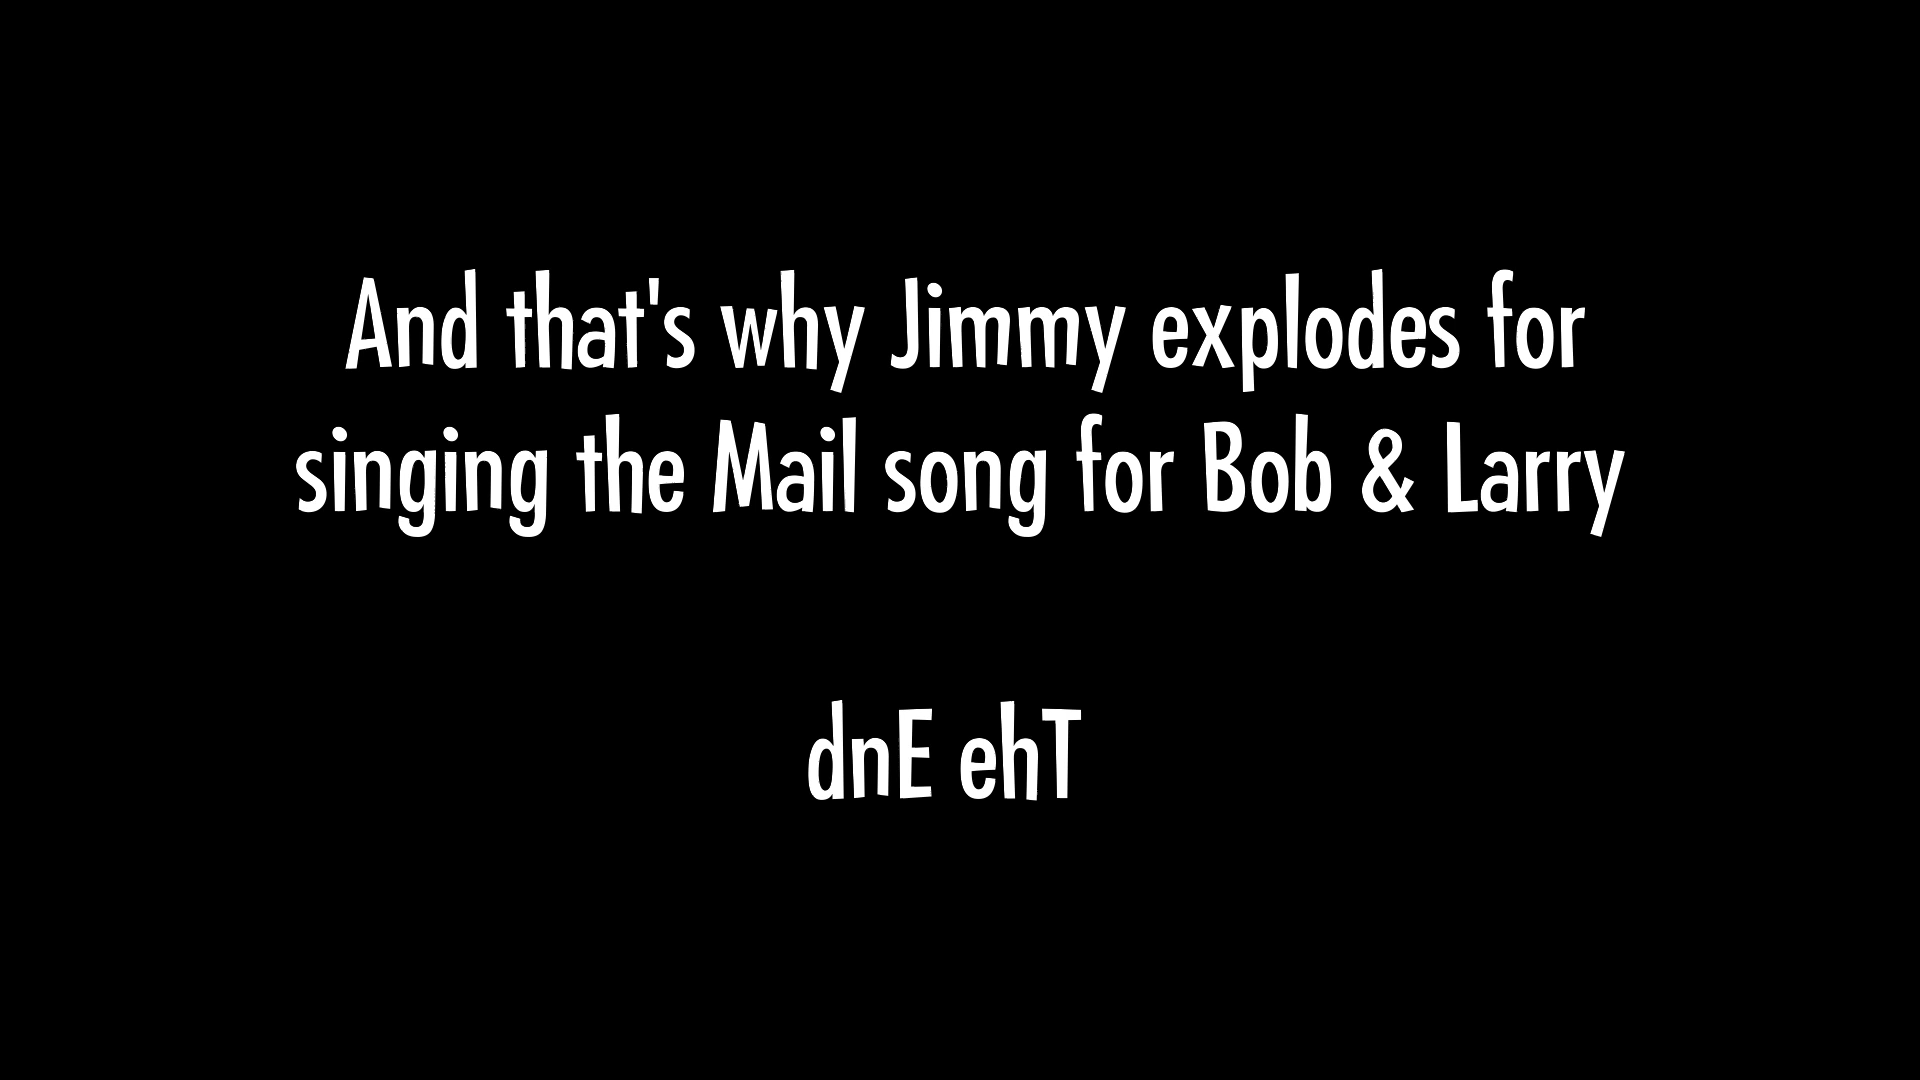 And that's why Jimmy explodes for
singing the Mail song for Bob & Larry
dnE ehT